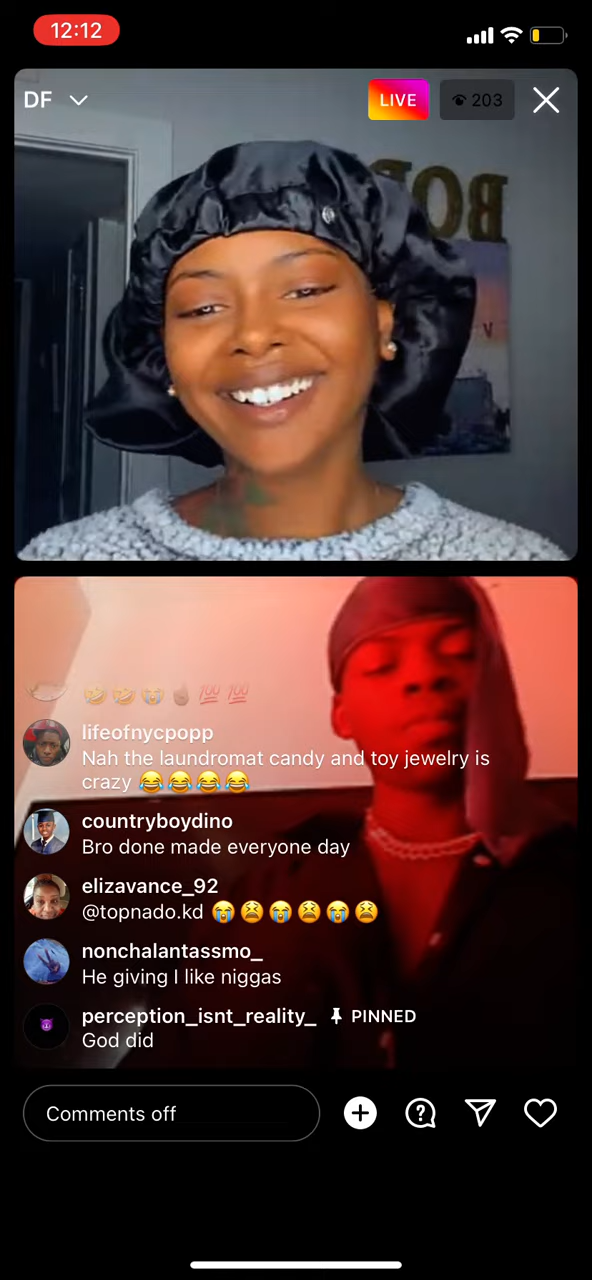 12:12
DF
LIVE
203
BOP
V
🤣 🤣 😭 ☝🏽 💯 💯
lifeofnycpopp
Nah the laundromat candy and toy jewelry is
crazy 😂😂😂😂
countryboydino
Bro done made everyone day
elizavance_92
@topnado.kd 😭😫😭😫😭😫
nonchalantassmo_
He giving I like niggas
perception_isnt_reality_ PINNED
God did
Comments off